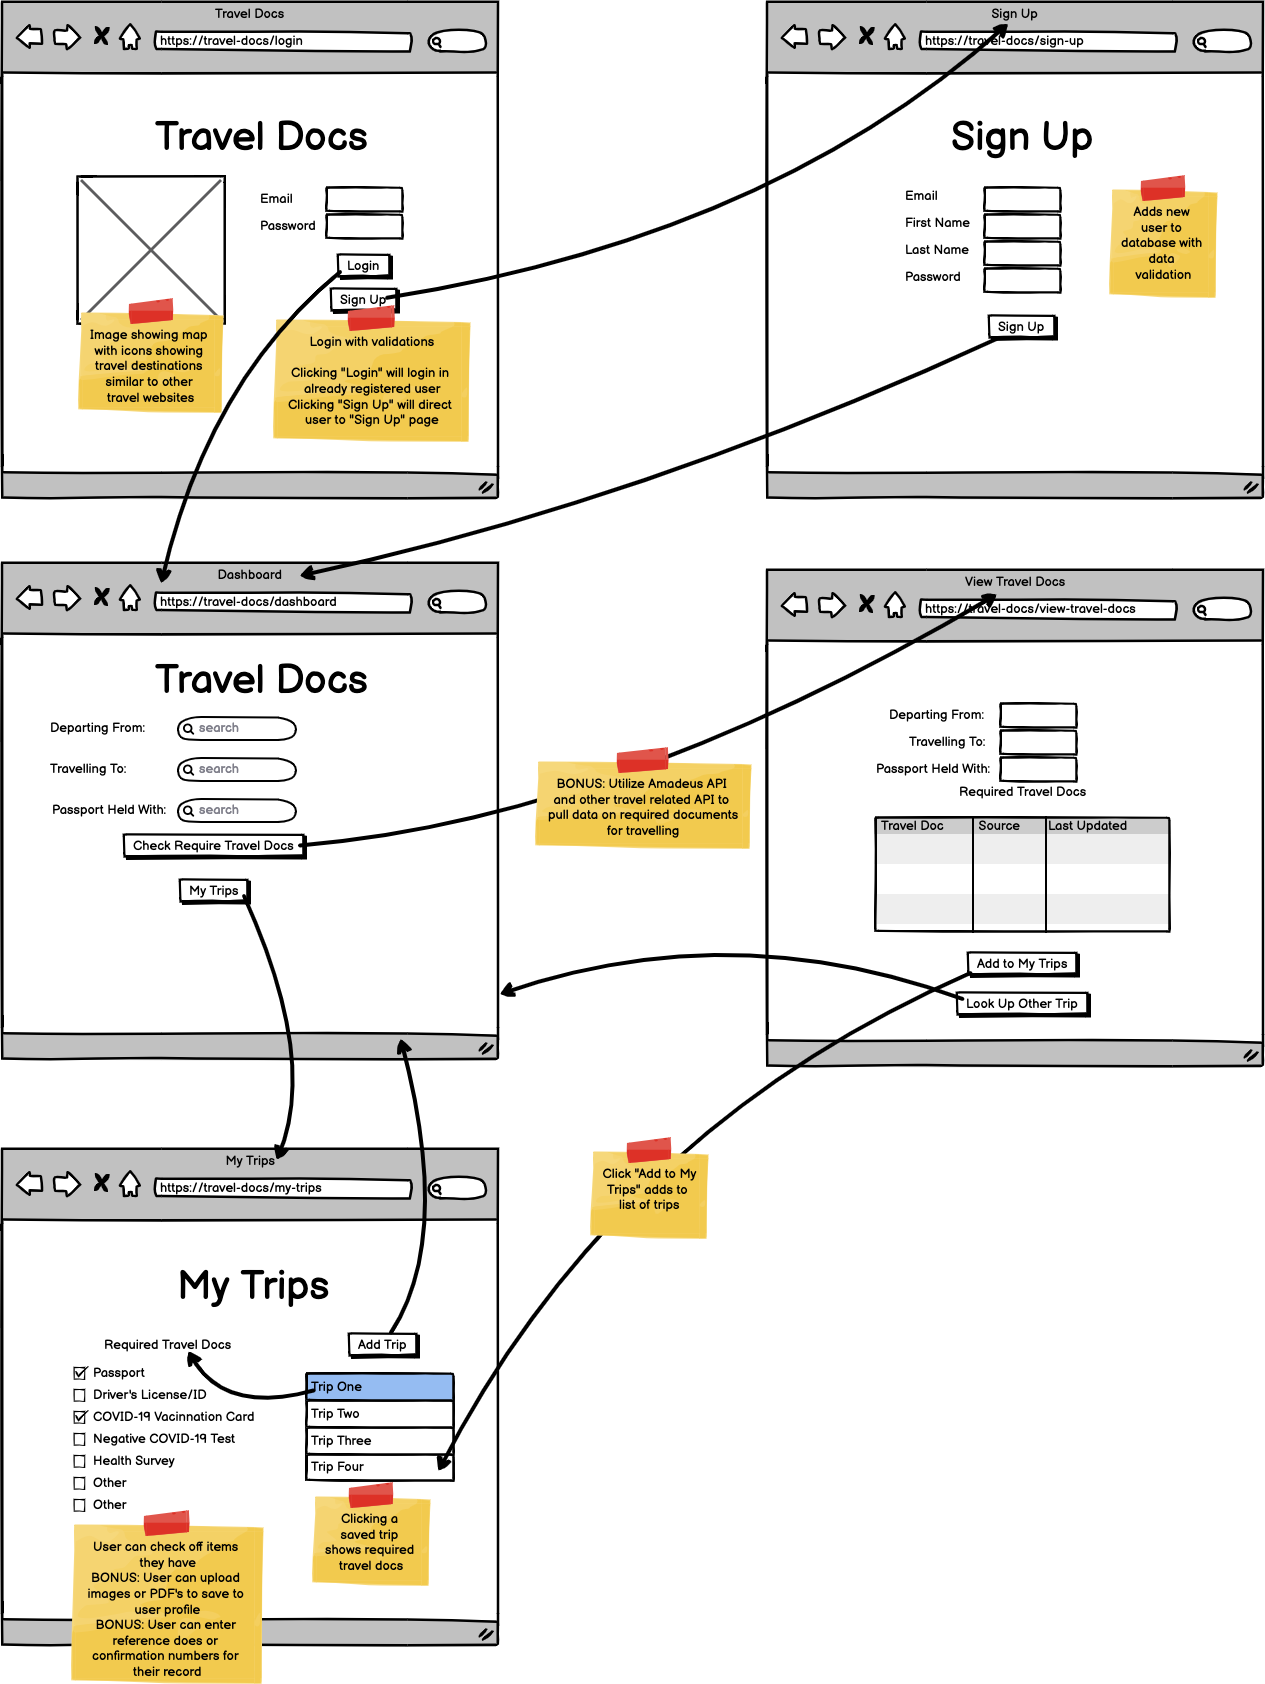 Travel Docs
https://travel-docs/login
Travel Docs
Email
Password
Login
Sign Up
Image showing map
with icons showing
travel destinations
similar to other
travel websites
Login with validations
Clicking "Login" will login in
already registered user
Clicking "Sign Up" will direct
user to "Sign Up" page
Sign Up
https://travel-docs/sign-up
Sign Up
Email
First Name
Last Name
Password
Sign Up
Adds new
user to
database with
data
validation
Dashboard
https://travel-docs/dashboard
Travel Docs
Departing From:
search
Travelling To:
search
Passport Held With:
search
Check Require Travel Docs
My Trips
BONUS: Utilize Amadeus API
and other travel related API to
pull data on required documents
for travelling
View Travel Docs
https://travel-docs/view-travel-docs
Departing From:
Travelling To:
Passport Held With:
Required Travel Docs
Travel Doc Source Last Updated
Add to My Trips
Look Up Other Trip
Click "Add to My
Trips" adds to
list of trips
My Trips
https://travel-docs/my-trips
My Trips
Required Travel Docs
Passport
Driver's License/ID
COVID-19 Vacinnation Card
Negative COVID-19 Test
Health Survey
Other
Other
Add Trip
Trip One
Trip Two
Trip Three
Trip Four
Clicking a
saved trip
shows required
travel docs
User can check off items
they have
BONUS: User can upload
images or PDF's to save to
user profile
BONUS: User can enter
reference does or
confirmation numbers for
their record